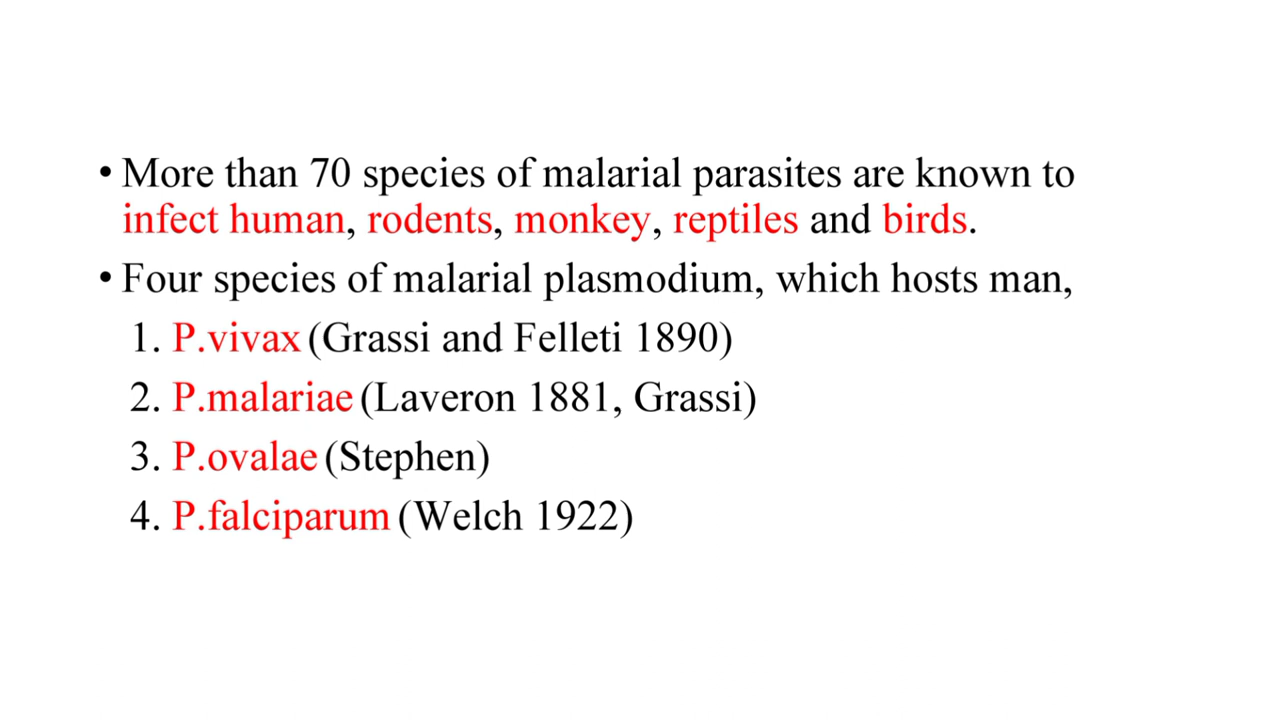 • More than 70 species of malarial parasites are known to
infect human, rodents, monkey, reptiles and birds.
• Four species of malarial plasmodium, which hosts man,
1. P.vivax (Grassi and Felleti 1890)
2. P.malariae (Laveron 1881, Grassi)
3. P.ovalae (Stephen)
4. P.falciparum (Welch 1922)